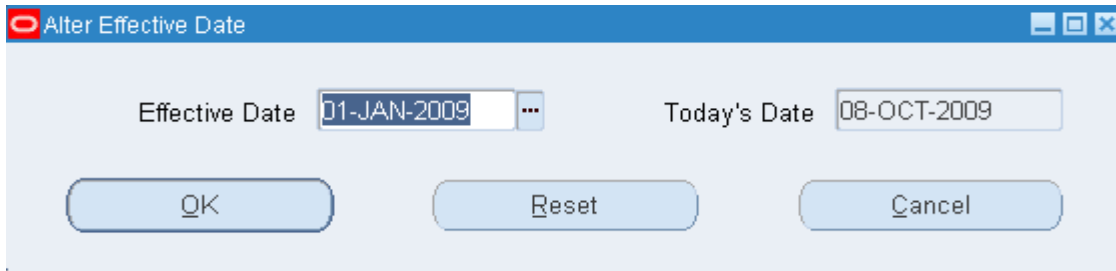 Alter Effective Date
Effective Date 01-JAN-2009 ... Today's Date 08-OCT-2009
OK Reset Cancel